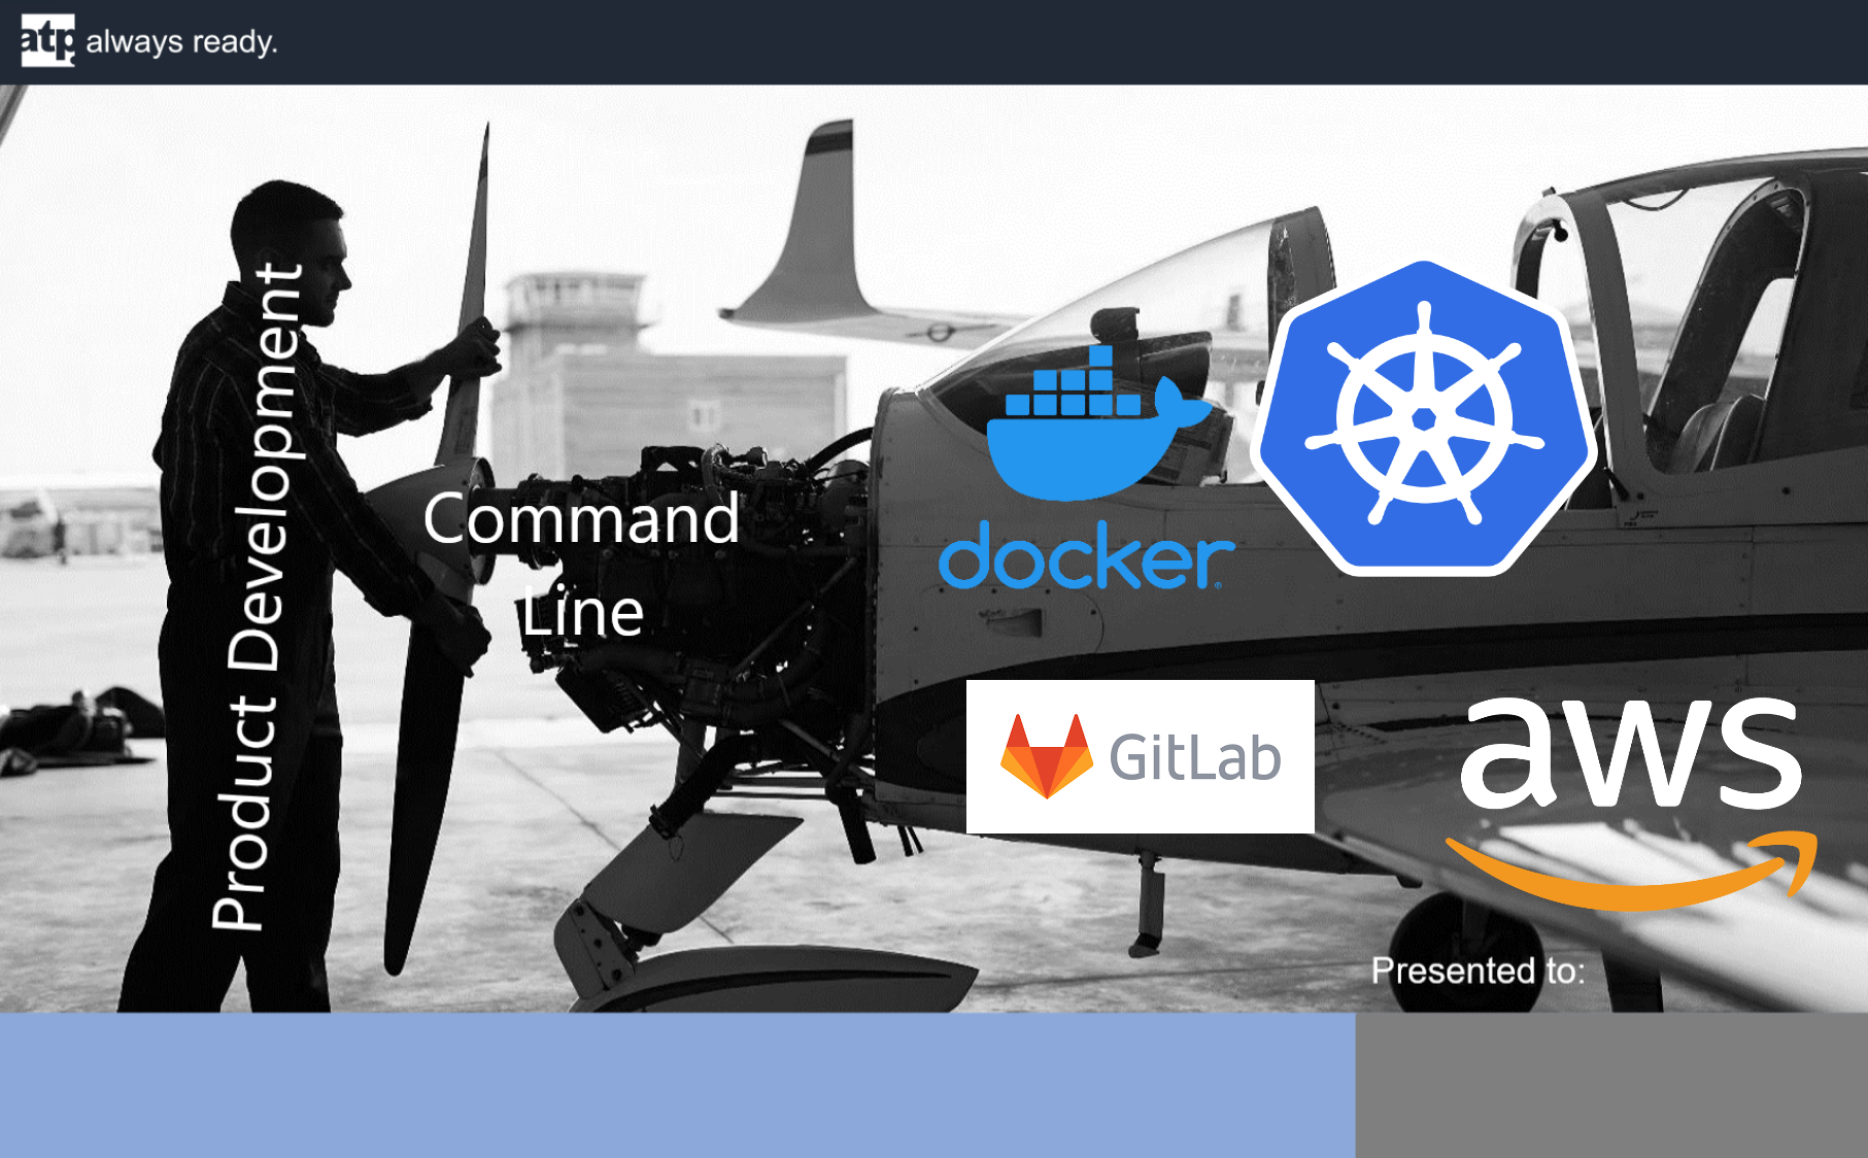 atp always ready.
Product Development
Command
Line
docker
GitLab
aws
Presented to: